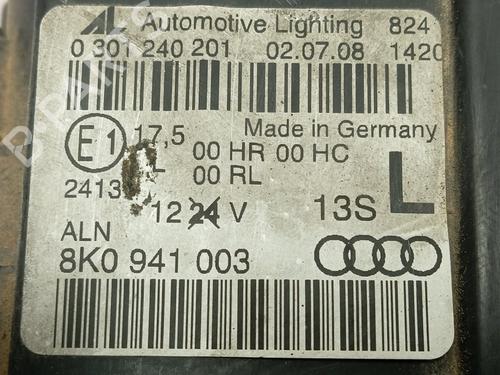 AL Automotive Lighting 824
0 301 240 201 02.07.08 1420
E1 17,5 Made in Germany
00 HR 00 HC
L 00 RL
2413
12 24 V 13S L
ALN
8K0 941 003